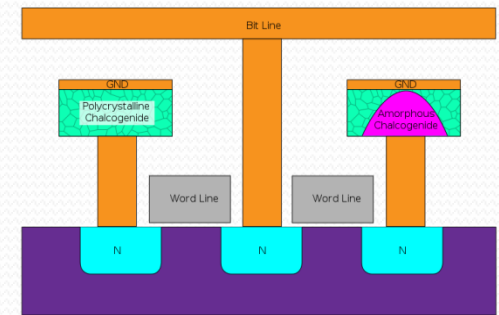 Bit Line
GND
GND
Polycrystalline
Chalcogenide
Amorphous
Chalcogenide
Word Line
Word Line
N
N
N